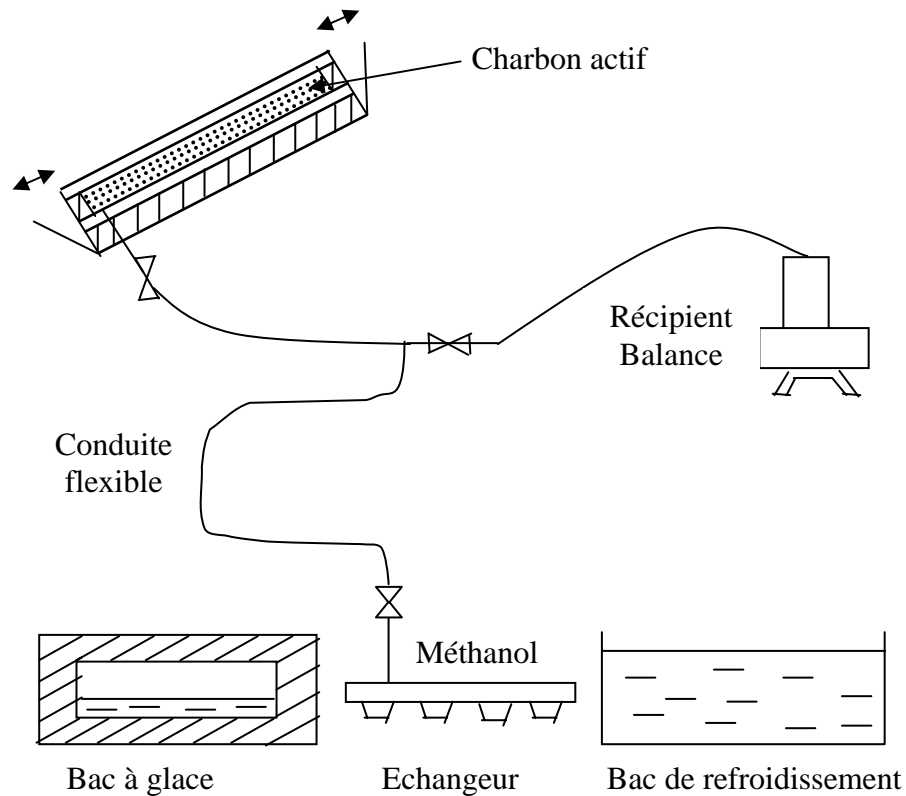 Charbon actif
Récipient
Balance
Conduite
flexible
Méthanol
Bac à glace
Echangeur
Bac de refroidissement